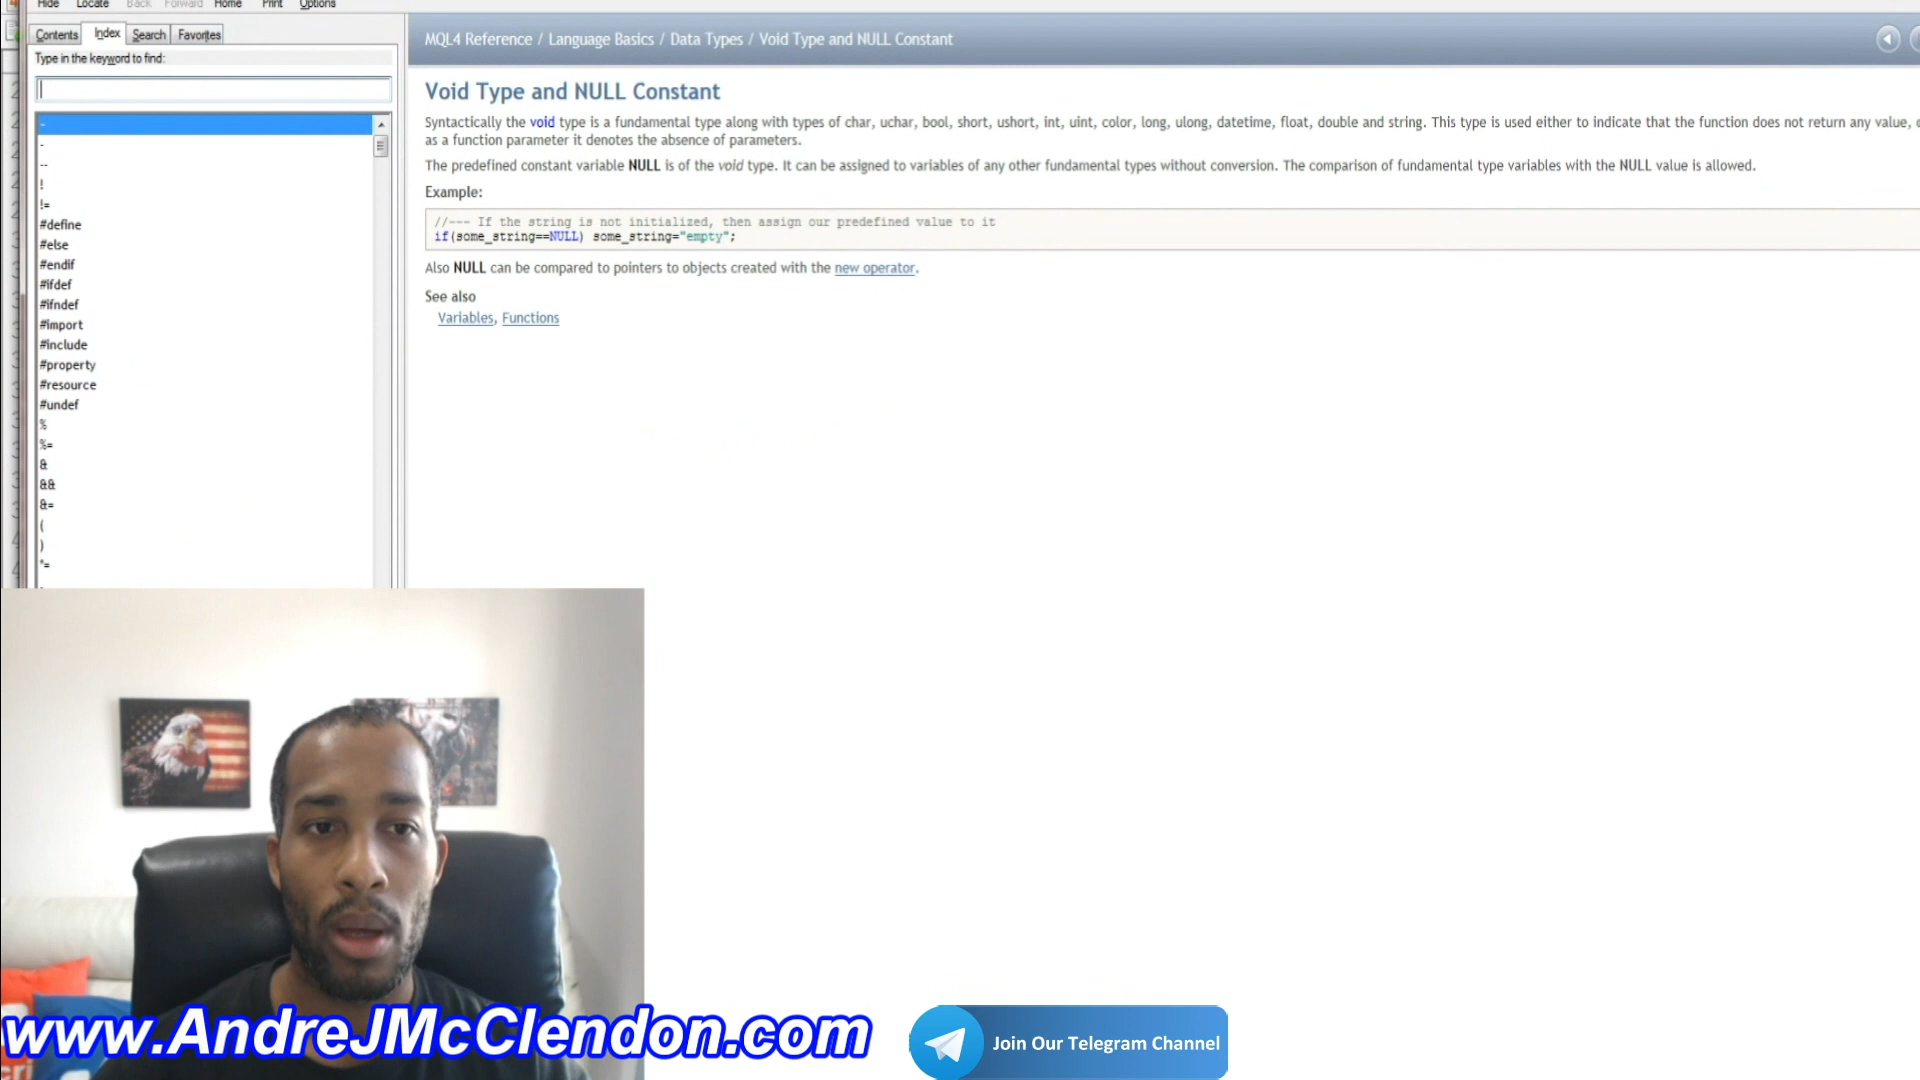 Hide Locate Back Forward Home Print Options
Contents Index Search Favorites
Type in the keyword to find:
-
-
--
!
!=
#define
#else
#endif
#ifdef
#ifndef
#import
#include
#property
#resource
#undef
%
%=
&
&&
&=
(
)
*=
MQL4 Reference / Language Basics / Data Types / Void Type and NULL Constant
Void Type and NULL Constant
Syntactically the void type is a fundamental type along with types of char, uchar, bool, short, ushort, int, uint, color, long, ulong, datetime, float, double and string. This type is used either to indicate that the function does not return any value,
as a function parameter it denotes the absence of parameters.
The predefined constant variable NULL is of the void type. It can be assigned to variables of any other fundamental types without conversion. The comparison of fundamental type variables with the NULL value is allowed.
Example:
//--- If the string is not initialized, then assign our predefined value to it
if(some_string==NULL) some_string="empty";
Also NULL can be compared to pointers to objects created with the new operator.
See also
Variables, Functions
www.AndreJMcClendon.com
Join Our Telegram Channel